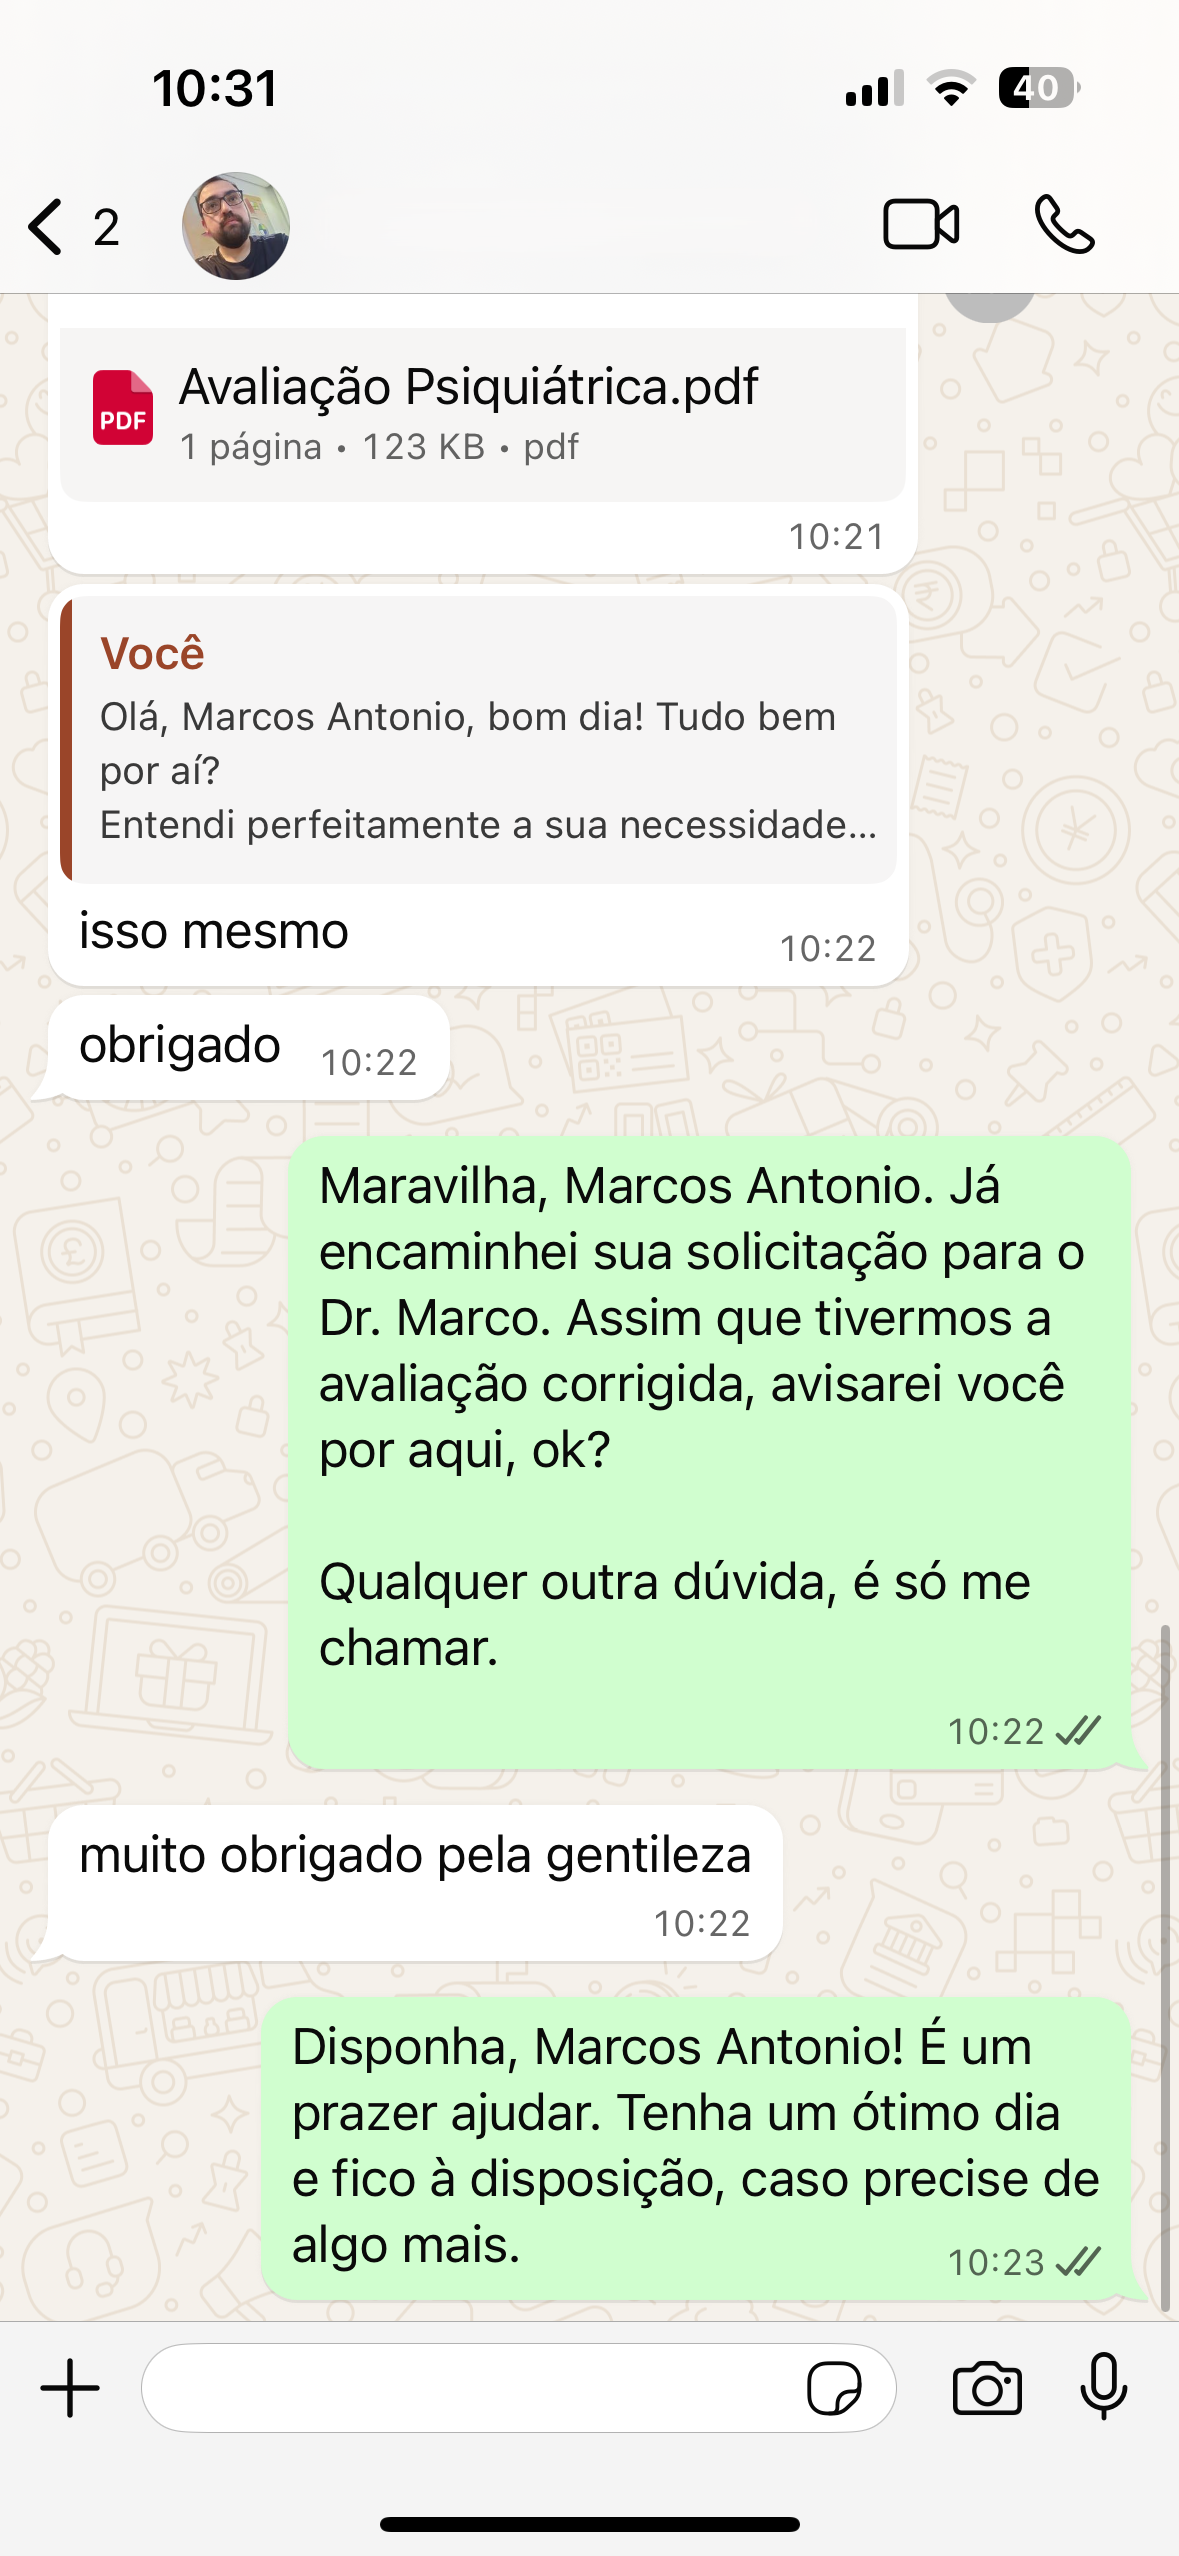 10:31
40
2
Avaliação Psiquiátrica.pdf
PDF
1 página • 123 KB • pdf
10:21
Você
Olá, Marcos Antonio, bom dia! Tudo bem
por aí?
Entendi perfeitamente a sua necessidade...
isso mesmo
10:22
obrigado
10:22
Maravilha, Marcos Antonio. Já
encaminhei sua solicitação para o
Dr. Marco. Assim que tivermos a
avaliação corrigida, avisarei você
por aqui, ok?
Qualquer outra dúvida, é só me
chamar.
10:22
muito obrigado pela gentileza
10:22
Disponha, Marcos Antonio! É um
prazer ajudar. Tenha um ótimo dia
e fico à disposição, caso precise de
algo mais.
10:23